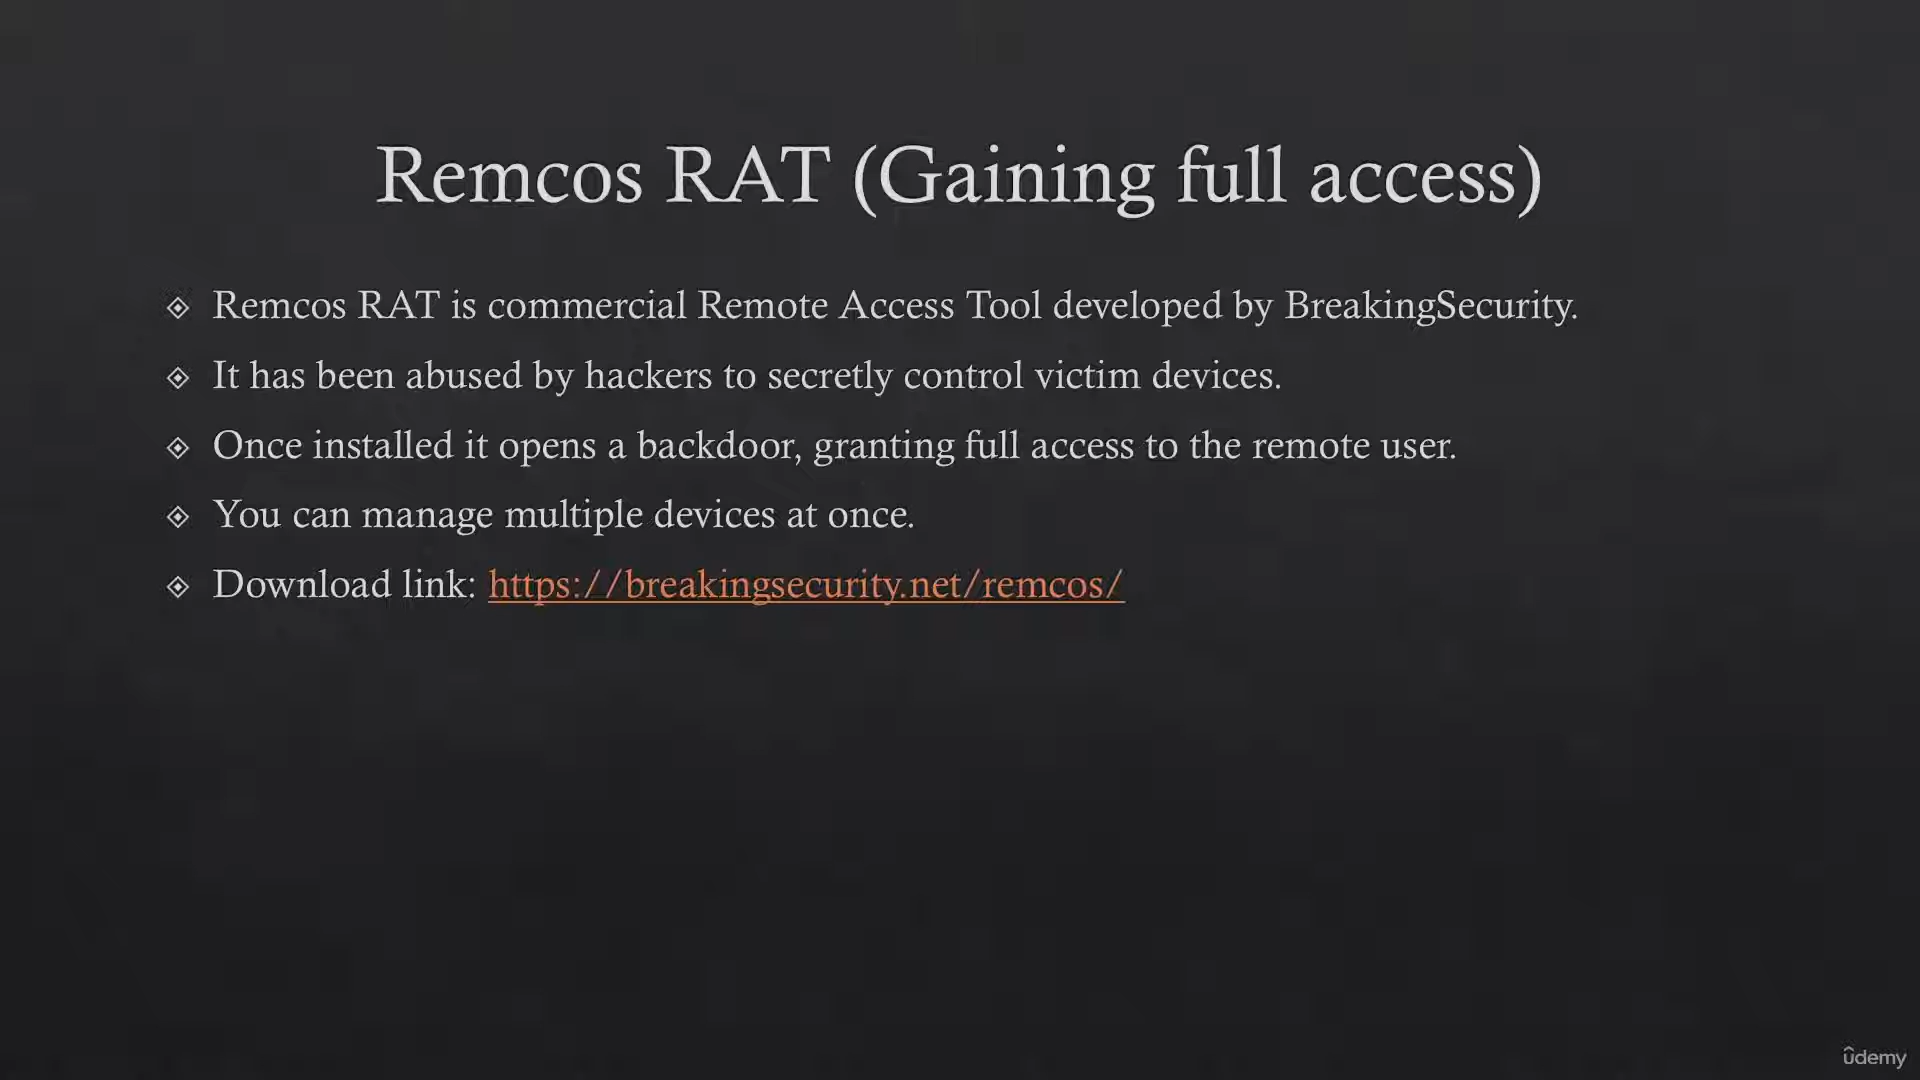 Remcos RAT (Gaining full access)
Remcos RAT is commercial Remote Access Tool developed by BreakingSecurity.
It has been abused by hackers to secretly control victim devices.
Once installed it opens a backdoor, granting full access to the remote user.
You can manage multiple devices at once.
Download link: https://breakingsecurity.net/remcos/
ûdemy